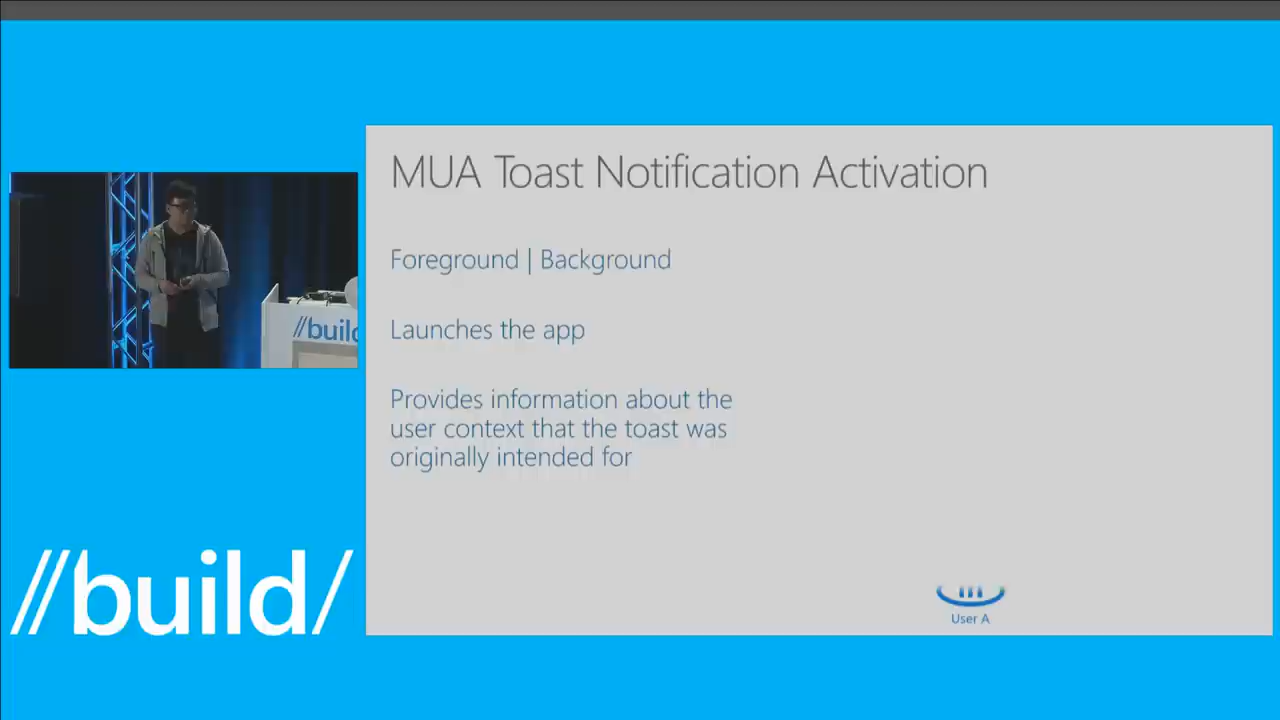 MUA Toast Notification Activation
Foreground | Background
Launches the app
Provides information about the
user context that the toast was
originally intended for
User A
//build
//build/